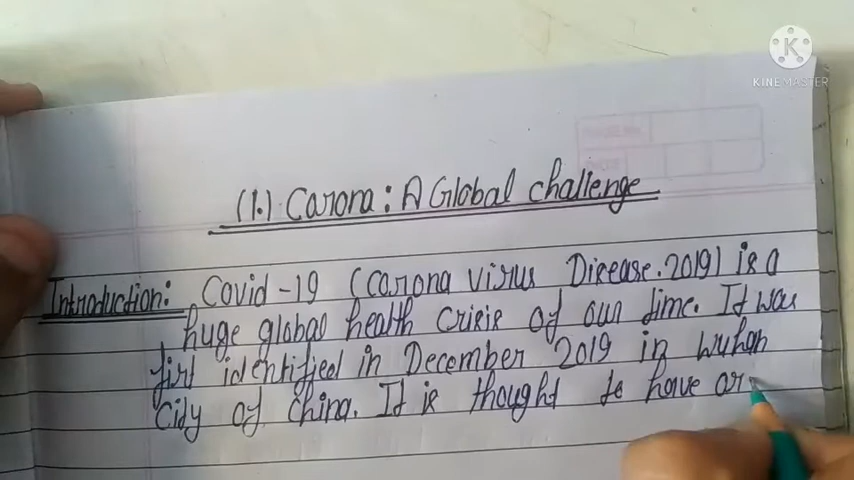 KINEMASTER
(1.) Carona: A Global challenge
Introduction: Covid-19 (Carona virus Disease.2019) is a
huge global health crisis of our time. It was
first identified in December 2019 in wuhan
city of china. It is thought to have or